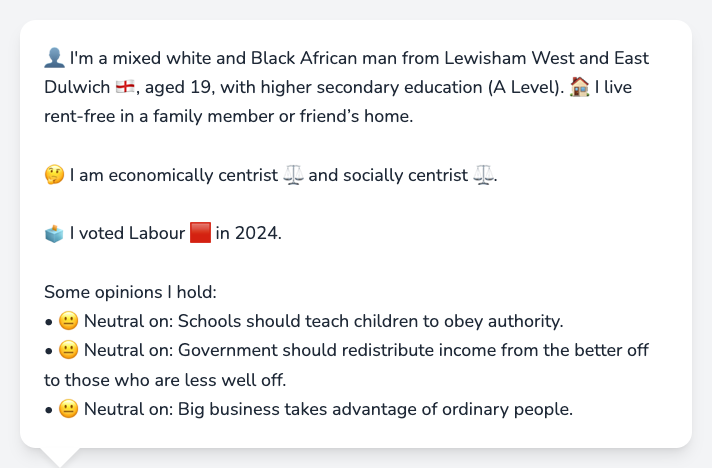 👤 I'm a mixed white and Black African man from Lewisham West and East
Dulwich 🏴󠁧󠁢󠁥󠁮󠁧󠁿, aged 19, with higher secondary education (A Level). 🏠 I live
rent-free in a family member or friend’s home.
🤔 I am economically centrist ⚖️ and socially centrist ⚖️.
🗳️ I voted Labour 🟥 in 2024.
Some opinions I hold:
• 😐 Neutral on: Schools should teach children to obey authority.
• 😐 Neutral on: Government should redistribute income from the better off
to those who are less well off.
• 😐 Neutral on: Big business takes advantage of ordinary people.